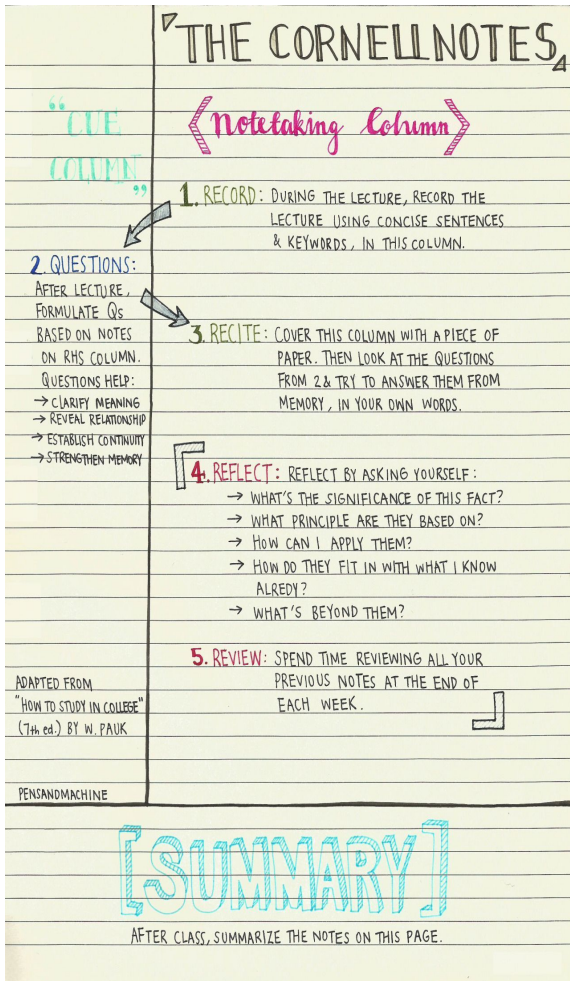 THE CORNELLNOTES
"CUE
COLUMN"
Notetaking Column
1. RECORD: DURING THE LECTURE, RECORD THE
LECTURE USING CONCISE SENTENCES
& KEYWORDS, IN THIS COLUMN.
2. QUESTIONS:
AFTER LECTURE,
FORMULATE Qs
BASED ON NOTES
ON RHS COLUMN.
QUESTIONS HELP:
→ CLARIFY MEANING
→ REVEAL RELATIONSHIP
→ ESTABLISH CONTINUITY
→ STRENGTHEN MEMORY
3. RECITE: COVER THIS COLUMN WITH A PIECE OF
PAPER. THEN LOOK AT THE QUESTIONS
FROM 2 & TRY TO ANSWER THEM FROM
MEMORY, IN YOUR OWN WORDS.
4. REFLECT: REFLECT BY ASKING YOURSELF:
→ WHAT'S THE SIGNIFICANCE OF THIS FACT?
→ WHAT PRINCIPLE ARE THEY BASED ON?
→ HOW CAN I APPLY THEM?
→ HOW DO THEY FIT IN WITH WHAT I KNOW
ALREDY?
→ WHAT'S BEYOND THEM?
5. REVIEW: SPEND TIME REVIEWING ALL YOUR
PREVIOUS NOTES AT THE END OF
EACH WEEK.
ADAPTED FROM
"HOW TO STUDY IN COLLEGE"
(7th ed.) BY W. PAUK
PENSANDMACHINE
[SUMMARY]
AFTER CLASS, SUMMARIZE THE NOTES ON THIS PAGE.